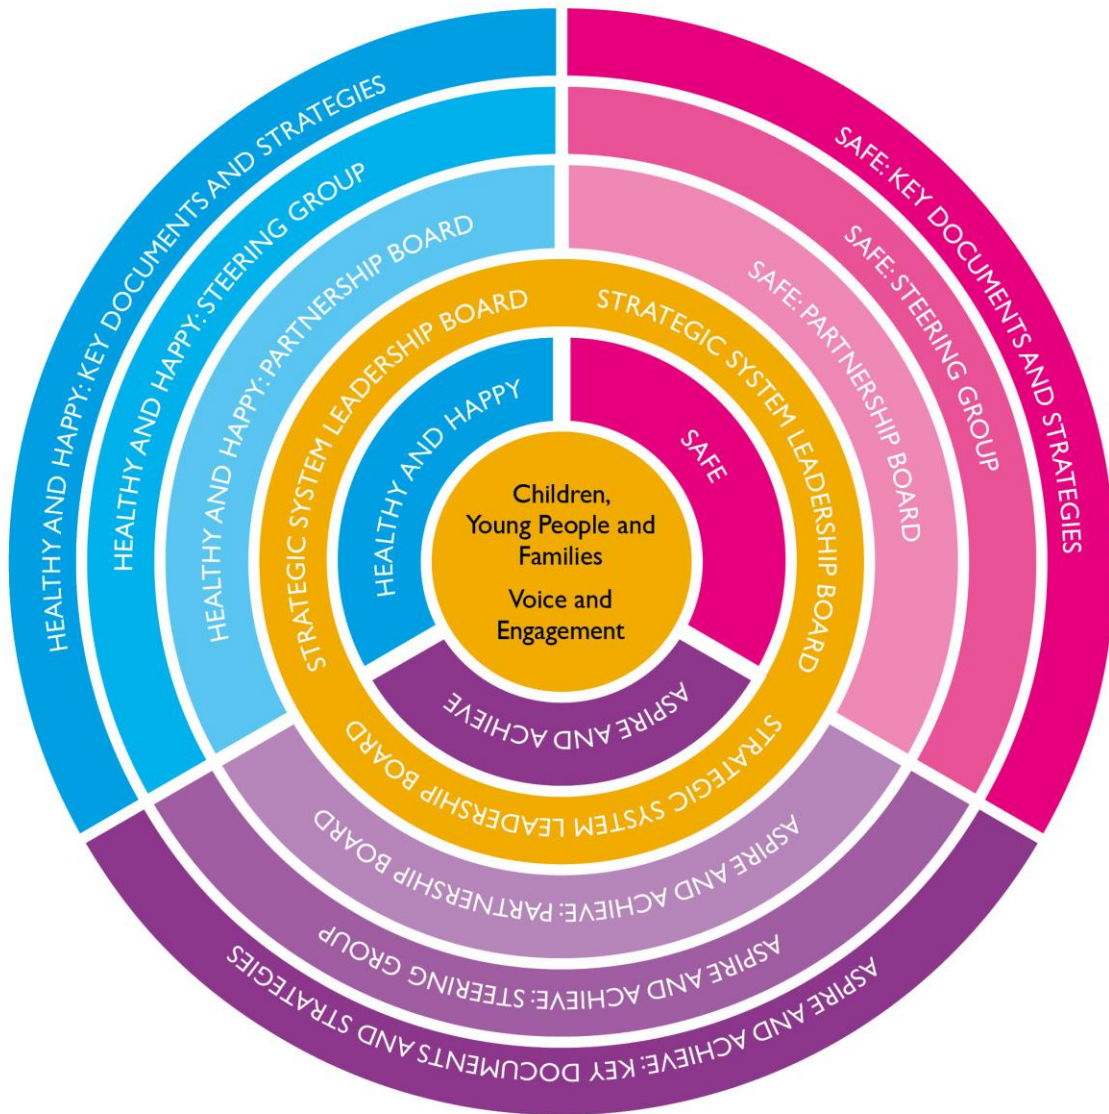 HEALTHY AND HAPPY: KEY DOCUMENTS AND STRATEGIES
HEALTHY AND HAPPY: STEERING GROUP
HEALTHY AND HAPPY: PARTNERSHIP BOARD
STRATEGIC SYSTEM LEADERSHIP BOARD
HEALTHY AND HAPPY
SAFE: KEY DOCUMENTS AND STRATEGIES
SAFE: STEERING GROUP
SAFE: PARTNERSHIP BOARD
STRATEGIC SYSTEM LEADERSHIP BOARD
SAFE
Children,
Young People and
Families
Voice and
Engagement
ASPIRE AND ACHIEVE
STRATEGIC SYSTEM LEADERSHIP BOARD
ASPIRE AND ACHIEVE: PARTNERSHIP BOARD
ASPIRE AND ACHIEVE: STEERING GROUP
ASPIRE AND ACHIEVE: KEY DOCUMENTS AND STRATEGIES